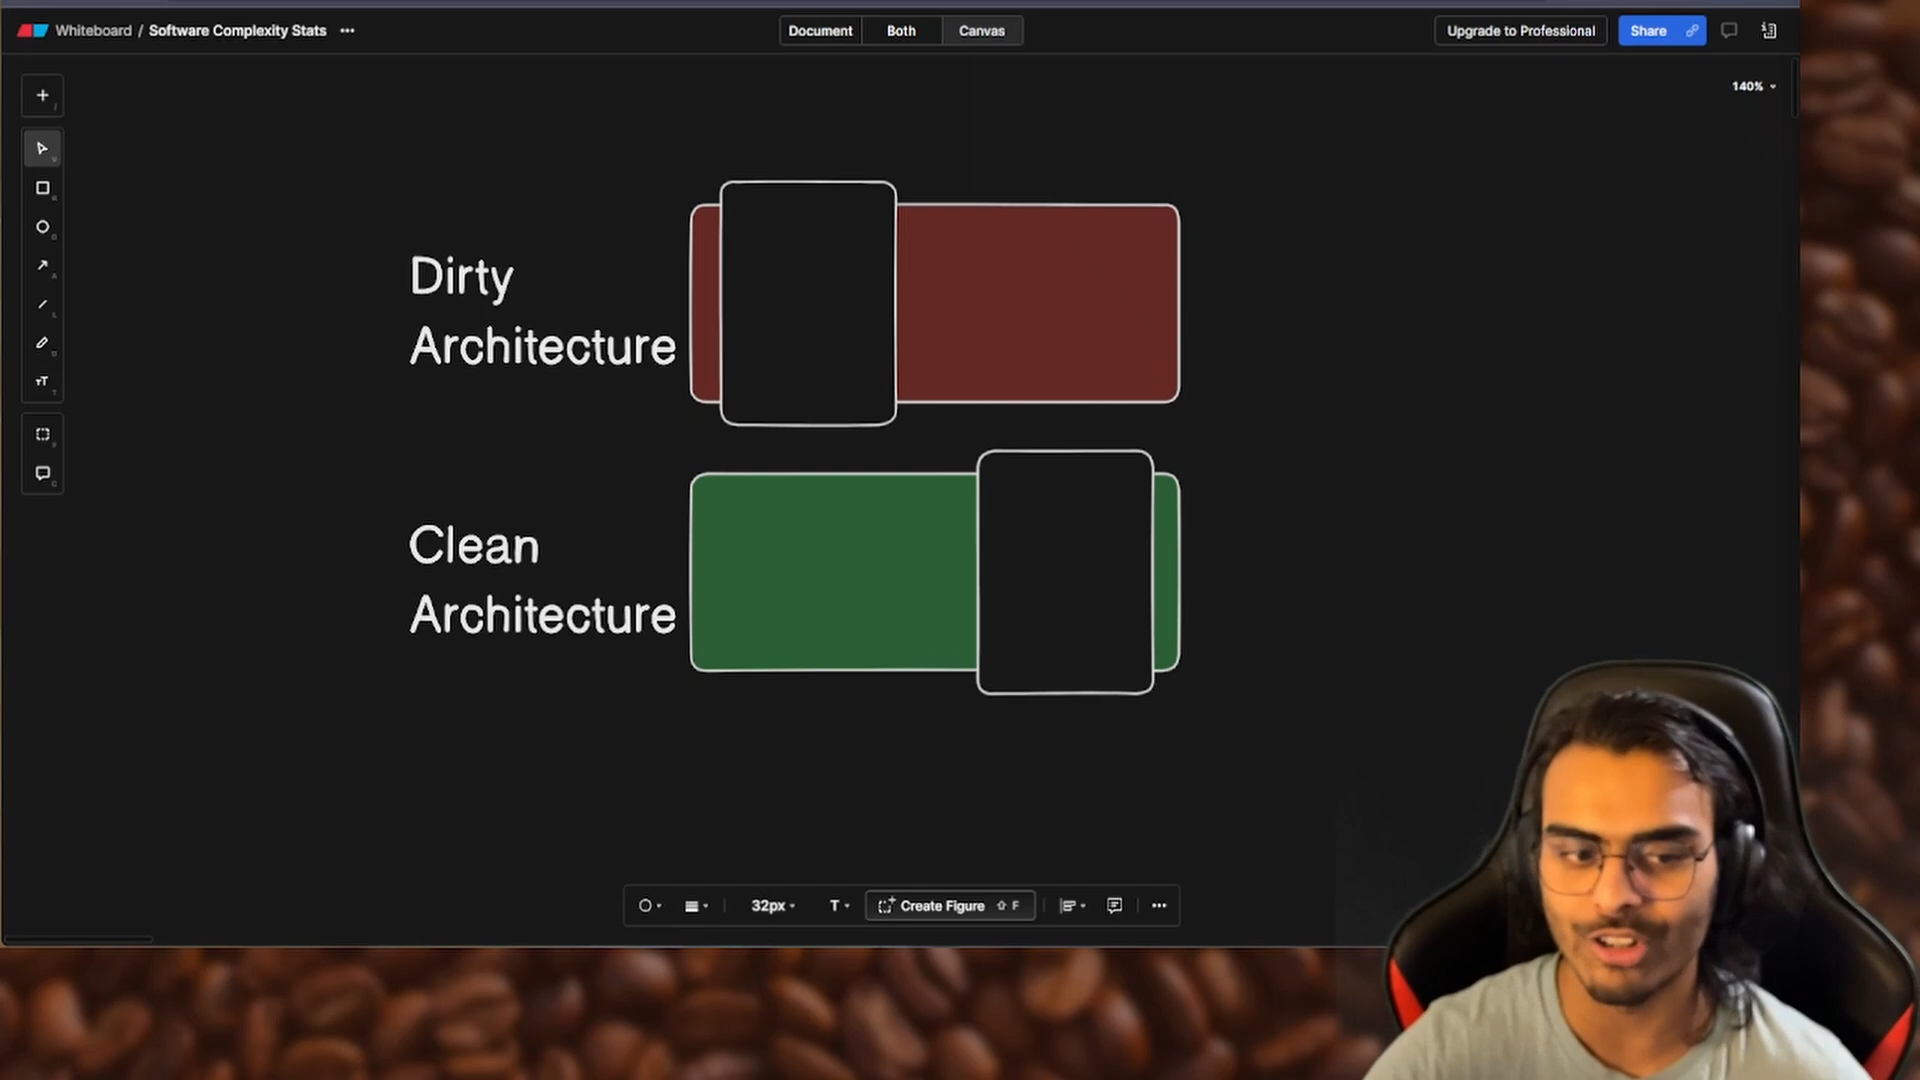 Whiteboard / Software Complexity Stats •••
Document Both Canvas
Upgrade to Professional Share
140%
Dirty
Architecture
Clean
Architecture
32px T Create Figure ⇧ F •••